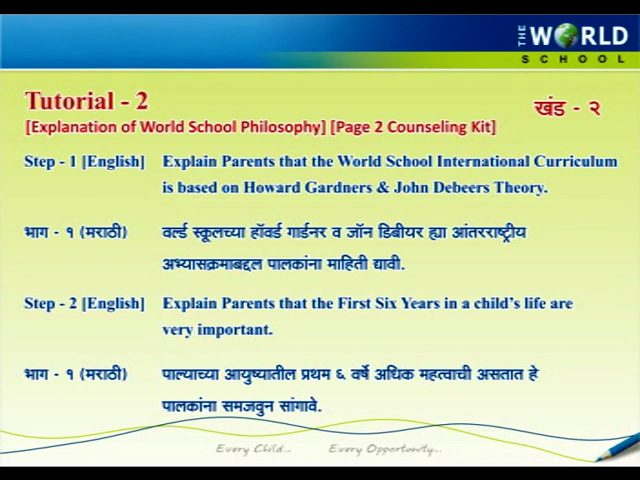 THE WORLD
SCHOOL
Tutorial - 2
खंड - २
[Explanation of World School Philosophy] [Page 2 Counseling Kit]
Step - 1 [English] Explain Parents that the World School International Curriculum
is based on Howard Gardners & John Debeers Theory.
भाग - १ (मराठी) वर्ल्ड स्कूलच्या हॉवर्ड गार्डनर व जॉन डिबीयर ह्या आंतरराष्ट्रीय
अभ्यासक्रमाबद्दल पालकांना माहिती द्यावी.
Step - 2 [English] Explain Parents that the First Six Years in a child's life are
very important.
भाग - १ (मराठी) पाल्याच्या आयुष्यातील प्रथम ६ वर्षे अधिक महत्वाची असतात हे
पालकांना समजवुन सांगावे.
Every Child... Every Opportunity...